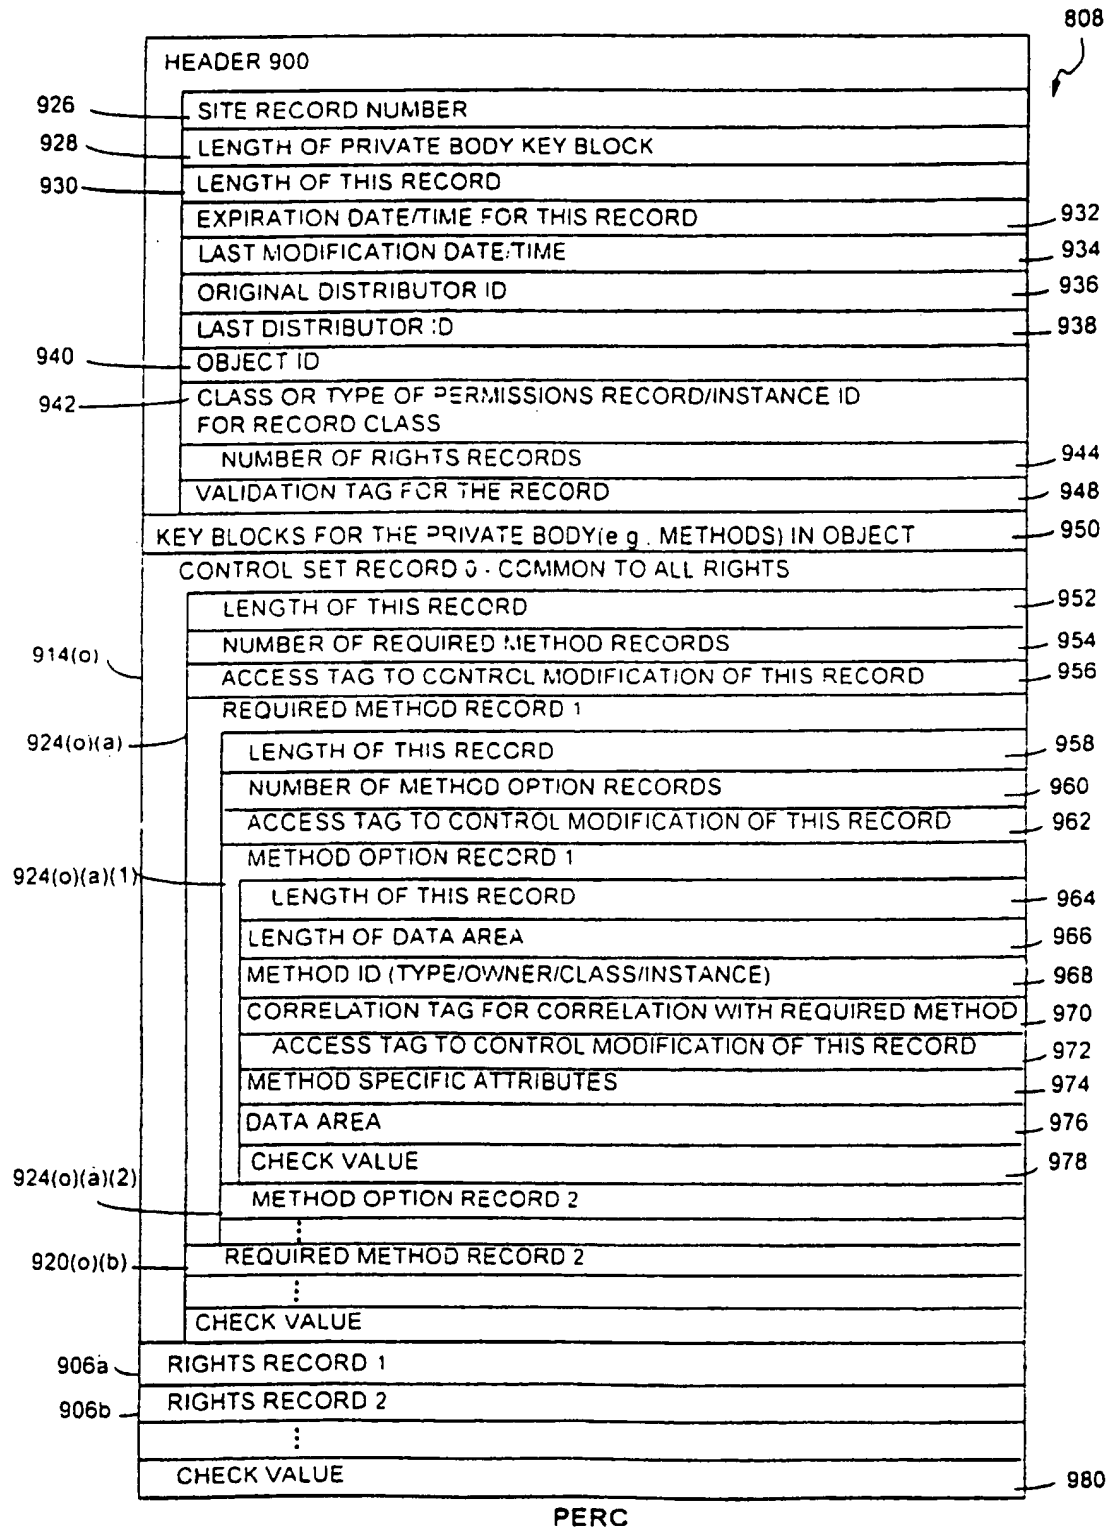 808
HEADER 900
926 SITE RECORD NUMBER
928 LENGTH OF PRIVATE BODY KEY BLOCK
930 LENGTH OF THIS RECORD
EXPIRATION DATE/TIME FOR THIS RECORD 932
LAST MODIFICATION DATE/TIME 934
ORIGINAL DISTRIBUTOR ID 936
LAST DISTRIBUTOR ID 938
940 OBJECT ID
942 CLASS OR TYPE OF PERMISSIONS RECORD/INSTANCE ID
FOR RECORD CLASS
NUMBER OF RIGHTS RECORDS 944
VALIDATION TAG FOR THE RECORD 948
KEY BLOCKS FOR THE PRIVATE BODY(e g . METHODS) IN OBJECT 950
CONTROL SET RECORD 0 - COMMON TO ALL RIGHTS
LENGTH OF THIS RECORD 952
914(o) NUMBER OF REQUIRED METHOD RECORDS 954
ACCESS TAG TO CONTROL MODIFICATION OF THIS RECORD 956
REQUIRED METHOD RECORD 1
924(o)(a) LENGTH OF THIS RECORD 958
NUMBER OF METHOD OPTION RECORDS 960
ACCESS TAG TO CONTROL MODIFICATION OF THIS RECORD 962
METHOD OPTION RECORD 1
924(o)(a)(1) LENGTH OF THIS RECORD 964
LENGTH OF DATA AREA 966
METHOD ID (TYPE/OWNER/CLASS/INSTANCE) 968
CORRELATION TAG FOR CORRELATION WITH REQUIRED METHOD 970
ACCESS TAG TO CONTROL MODIFICATION OF THIS RECORD 972
METHOD SPECIFIC ATTRIBUTES 974
DATA AREA 976
CHECK VALUE 978
924(o)(a)(2) METHOD OPTION RECORD 2
920(o)(b) REQUIRED METHOD RECORD 2
CHECK VALUE
906a RIGHTS RECORD 1
906b RIGHTS RECORD 2
CHECK VALUE 980
PERC